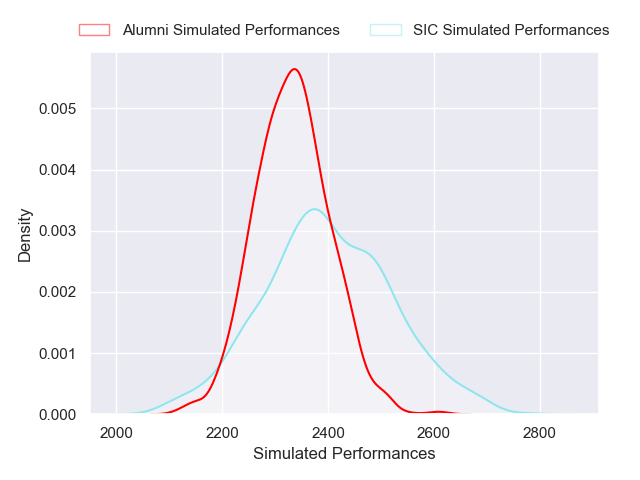 Alumni Simulated Performances
SIC Simulated Performances
0.005
0.004
0.003
0.002
0.001
0.000
Density
2000 2200 2400 2600 2800
Simulated Performances